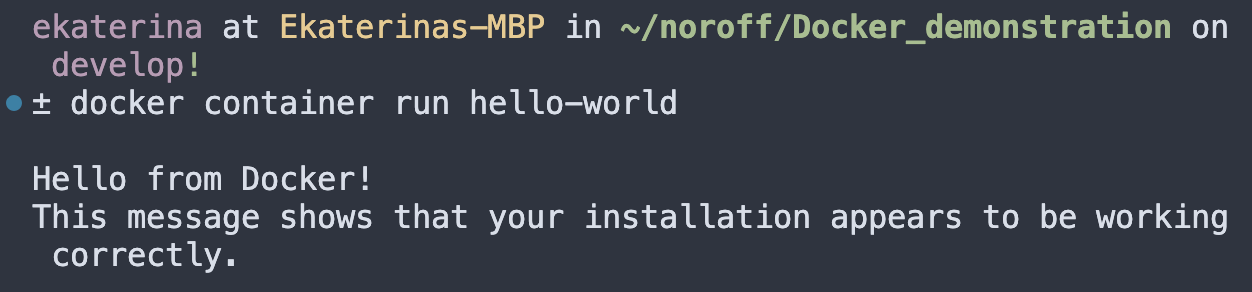 ekaterina at Ekaterinas-MBP in ~/noroff/Docker_demonstration on
develop!
± docker container run hello-world
Hello from Docker!
This message shows that your installation appears to be working
correctly.